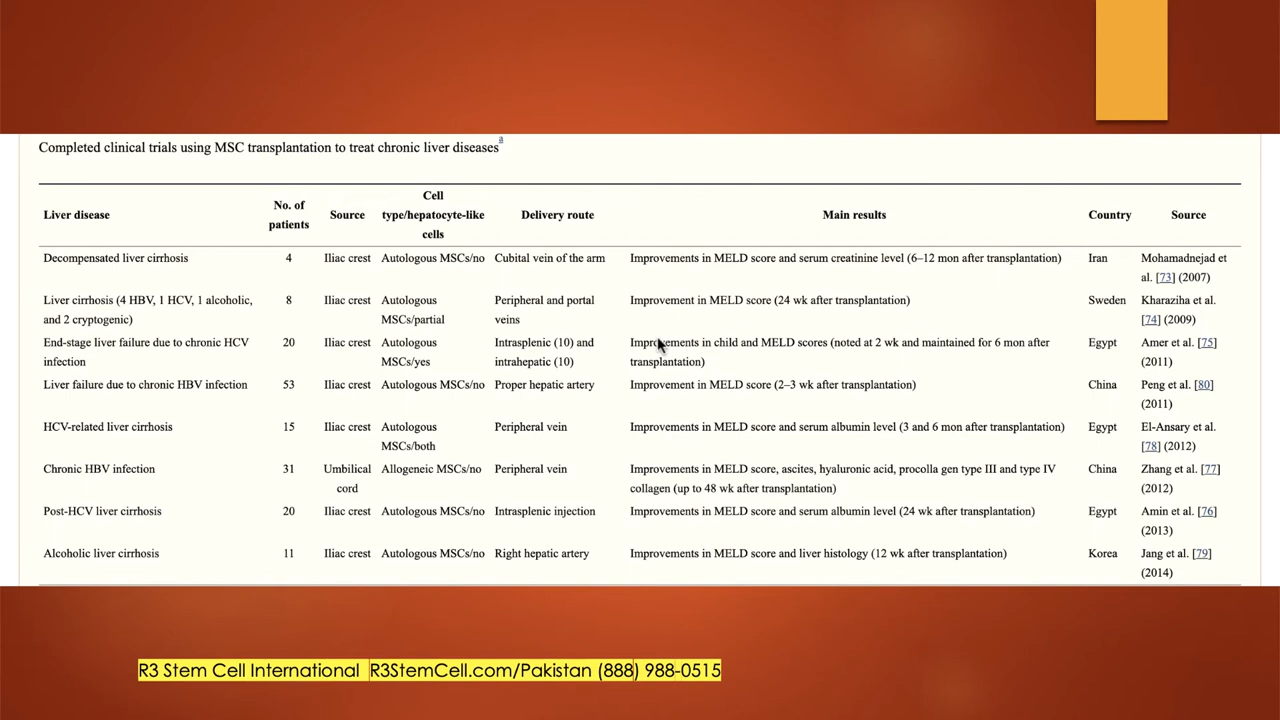 Completed clinical trials using MSC transplantation to treat chronic liver diseases a
Liver disease No. of patients Source Cell type/hepatocyte-like cells Delivery route Main results Country Source
Decompensated liver cirrhosis 4 Iliac crest Autologous MSCs/no Cubital vein of the arm Improvements in MELD score and serum creatinine level (6–12 mon after transplantation) Iran Mohamadnejad et al. [73] (2007)
Liver cirrhosis (4 HBV, 1 HCV, 1 alcoholic, and 2 cryptogenic) 8 Iliac crest Autologous MSCs/partial Peripheral and portal veins Improvement in MELD score (24 wk after transplantation) Sweden Kharaziha et al. [74] (2009)
End-stage liver failure due to chronic HCV infection 20 Iliac crest Autologous MSCs/yes Intrasplenic (10) and intrahepatic (10) Improvements in child and MELD scores (noted at 2 wk and maintained for 6 mon after transplantation) Egypt Amer et al. [75] (2011)
Liver failure due to chronic HBV infection 53 Iliac crest Autologous MSCs/no Proper hepatic artery Improvement in MELD score (2–3 wk after transplantation) China Peng et al. [80] (2011)
HCV-related liver cirrhosis 15 Iliac crest Autologous MSCs/both Peripheral vein Improvements in MELD score and serum albumin level (3 and 6 mon after transplantation) Egypt El-Ansary et al. [78] (2012)
Chronic HBV infection 31 Umbilical cord Allogeneic MSCs/no Peripheral vein Improvements in MELD score, ascites, hyaluronic acid, procolla gen type III and type IV collagen (up to 48 wk after transplantation) China Zhang et al. [77] (2012)
Post-HCV liver cirrhosis 20 Iliac crest Autologous MSCs/no Intrasplenic injection Improvements in MELD score and serum albumin level (24 wk after transplantation) Egypt Amin et al. [76] (2013)
Alcoholic liver cirrhosis 11 Iliac crest Autologous MSCs/no Right hepatic artery Improvements in MELD score and liver histology (12 wk after transplantation) Korea Jang et al. [79] (2014)
R3 Stem Cell International R3StemCell.com/Pakistan (888) 988-0515